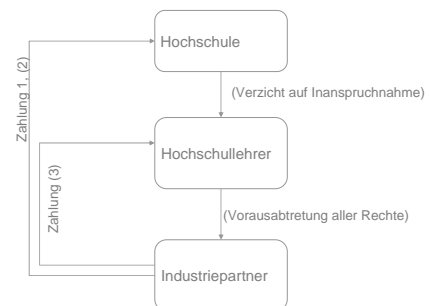 Hochschule
(Verzicht auf Inanspruchnahme)
Zahlung 1, (2)
Hochschullehrer
Zahlung (3)
(Vorausabtretung aller Rechte)
Industriepartner